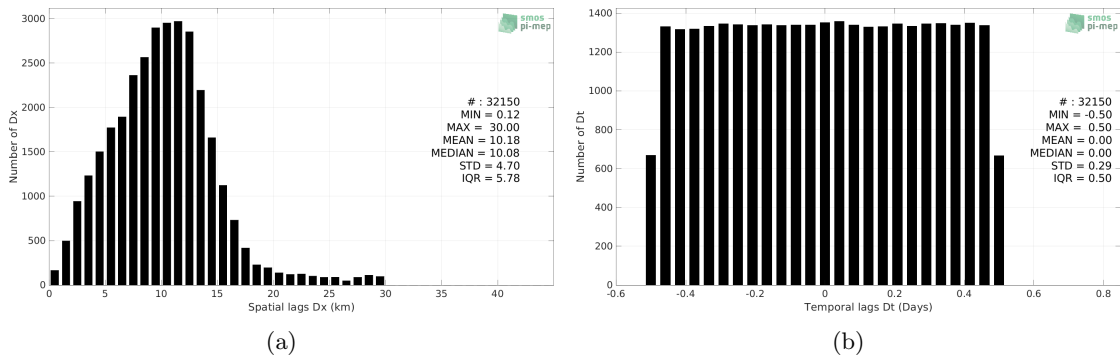 smos
pi-mep
3000
2500
2000
1500
1000
500
0
Number of Dx
# : 32150
MIN = 0.12
MAX = 30.00
MEAN = 10.18
MEDIAN = 10.08
STD = 4.70
IQR = 5.78
0 5 10 15 20 25 30 35 40
Spatial lags Dx (km)
(a)
smos
pi-mep
1400
1200
1000
800
600
400
200
0
Number of Dt
# : 32150
MIN = -0.50
MAX = 0.50
MEAN = 0.00
MEDIAN = 0.00
STD = 0.29
IQR = 0.50
-0.6 -0.4 -0.2 0 0.2 0.4 0.6 0.8
Temporal lags Dt (Days)
(b)